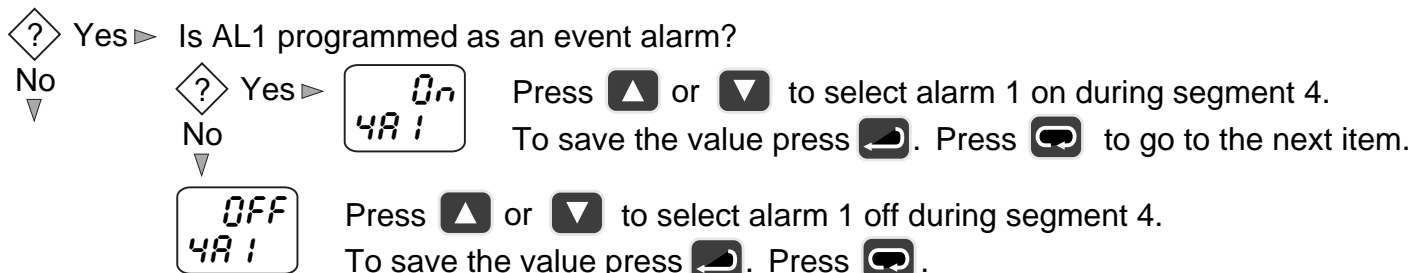 ? Yes Is AL1 programmed as an event alarm?
No
? Yes On Press or to select alarm 1 on during segment 4.
No 4A1 To save the value press . Press to go to the next item.
OFF Press or to select alarm 1 off during segment 4.
4A1 To save the value press . Press .